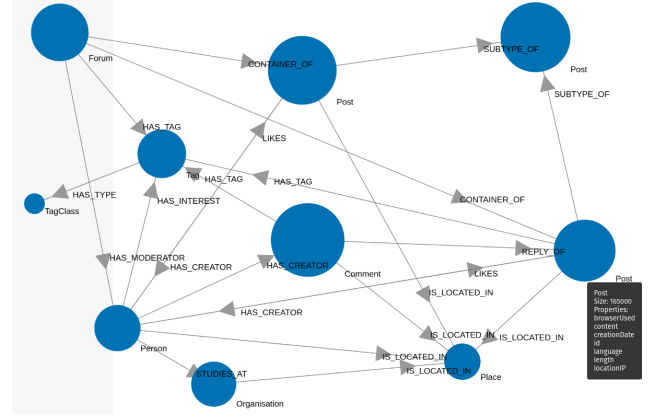 SUBTYPE_OF
Forum
CONTAINER_OF
Post
SUBTYPE_OF
Post
HAS_TAG
LIKES
Tag
HAS_TAG
HAS_TAG
HAS_TYPE
HAS_INTEREST
CONTAINER_OF
TagClass
REPLY_OF
HAS_MODERATOR
HAS_CREATOR
HAS_CREATOR
Comment
LIKES
Post
IS_LOCATED_IN
HAS_CREATOR
Post
Size: 165000
Properties:
browserUsed
content
creationDate
id
language
length
locationIP
IS_LOCATED_IN
IS_LOCATED_IN
Person
IS_LOCATED_IN
IS_LOCATED_IN
STUDIES_AT
Place
Organisation